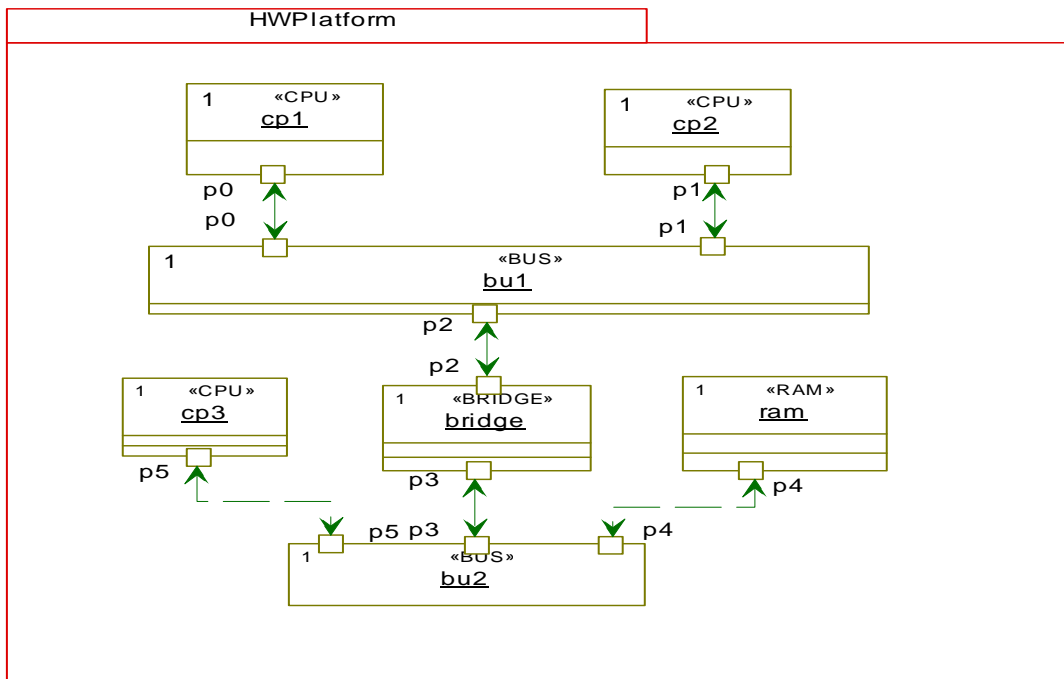 HWPlatform
1 «CPU»
cp1
1 «CPU»
cp2
p0
p1
p0
p1
1 «BUS»
bu1
p2
p2
1 «CPU»
cp3
1 «BRIDGE»
bridge
1 «RAM»
ram
p5
p3
p4
p5 p3
p4
1 «BUS»
bu2